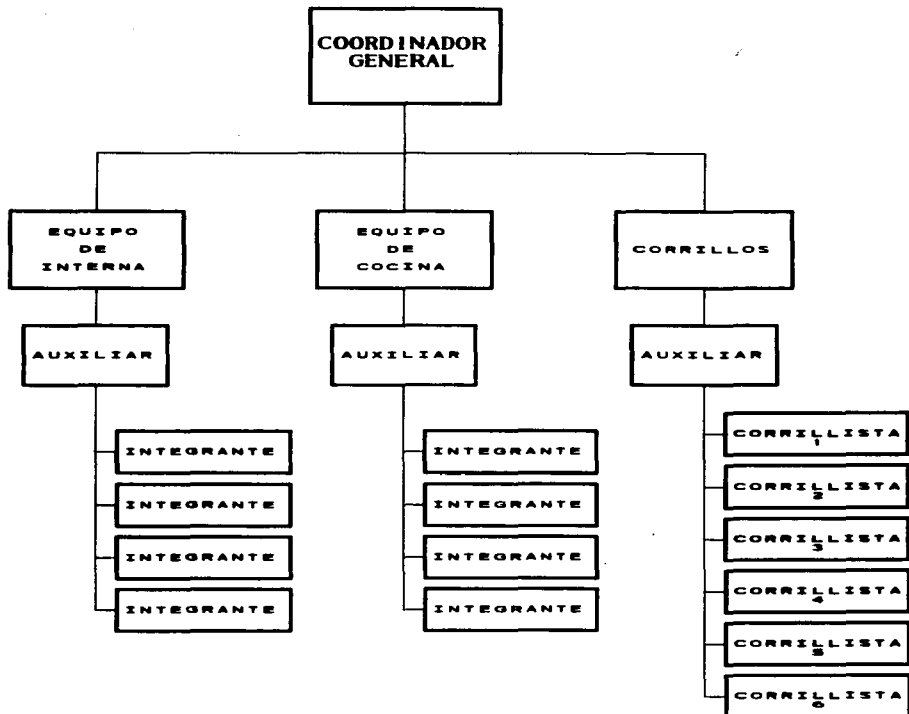 COORDINADOR
GENERAL
EQUIPO
DE
INTERNA
EQUIPO
DE
COCINA
CORRILLOS
AUXILIAR
AUXILIAR
AUXILIAR
INTEGRANTE
INTEGRANTE
INTEGRANTE
INTEGRANTE
INTEGRANTE
INTEGRANTE
INTEGRANTE
INTEGRANTE
CORRILLISTA
1
CORRILLISTA
2
CORRILLISTA
3
CORRILLISTA
4
CORRILLISTA
5
CORRILLISTA
6